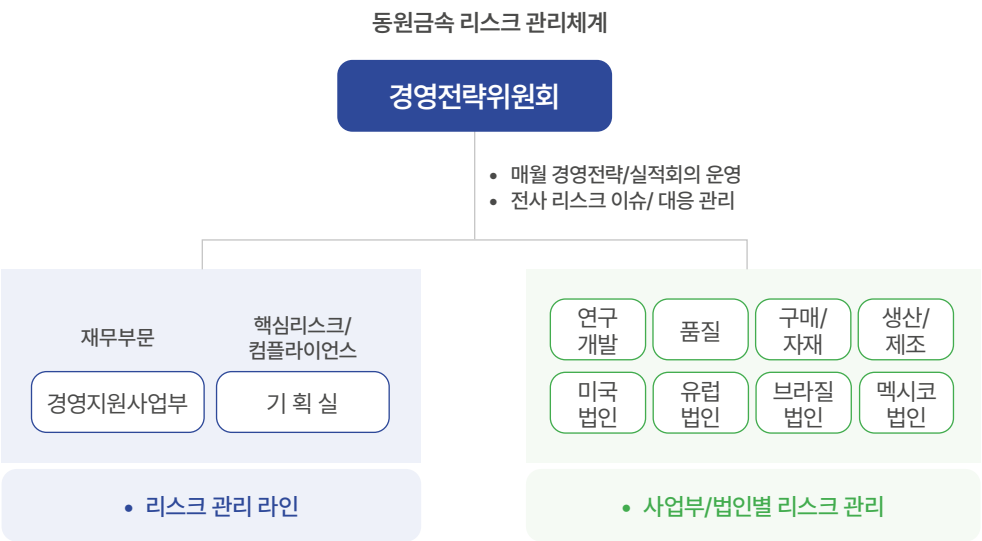 동원금속 리스크 관리체계
경영전략위원회
• 매월 경영전략/실적회의 운영
• 전사 리스크 이슈/ 대응 관리
재무부문
핵심리스크/
컴플라이언스
경영지원사업부
기 획 실
• 리스크 관리 라인
연구
개발
품질
구매/
자재
생산/
제조
미국
법인
유럽
법인
브라질
법인
멕시코
법인
• 사업부/법인별 리스크 관리